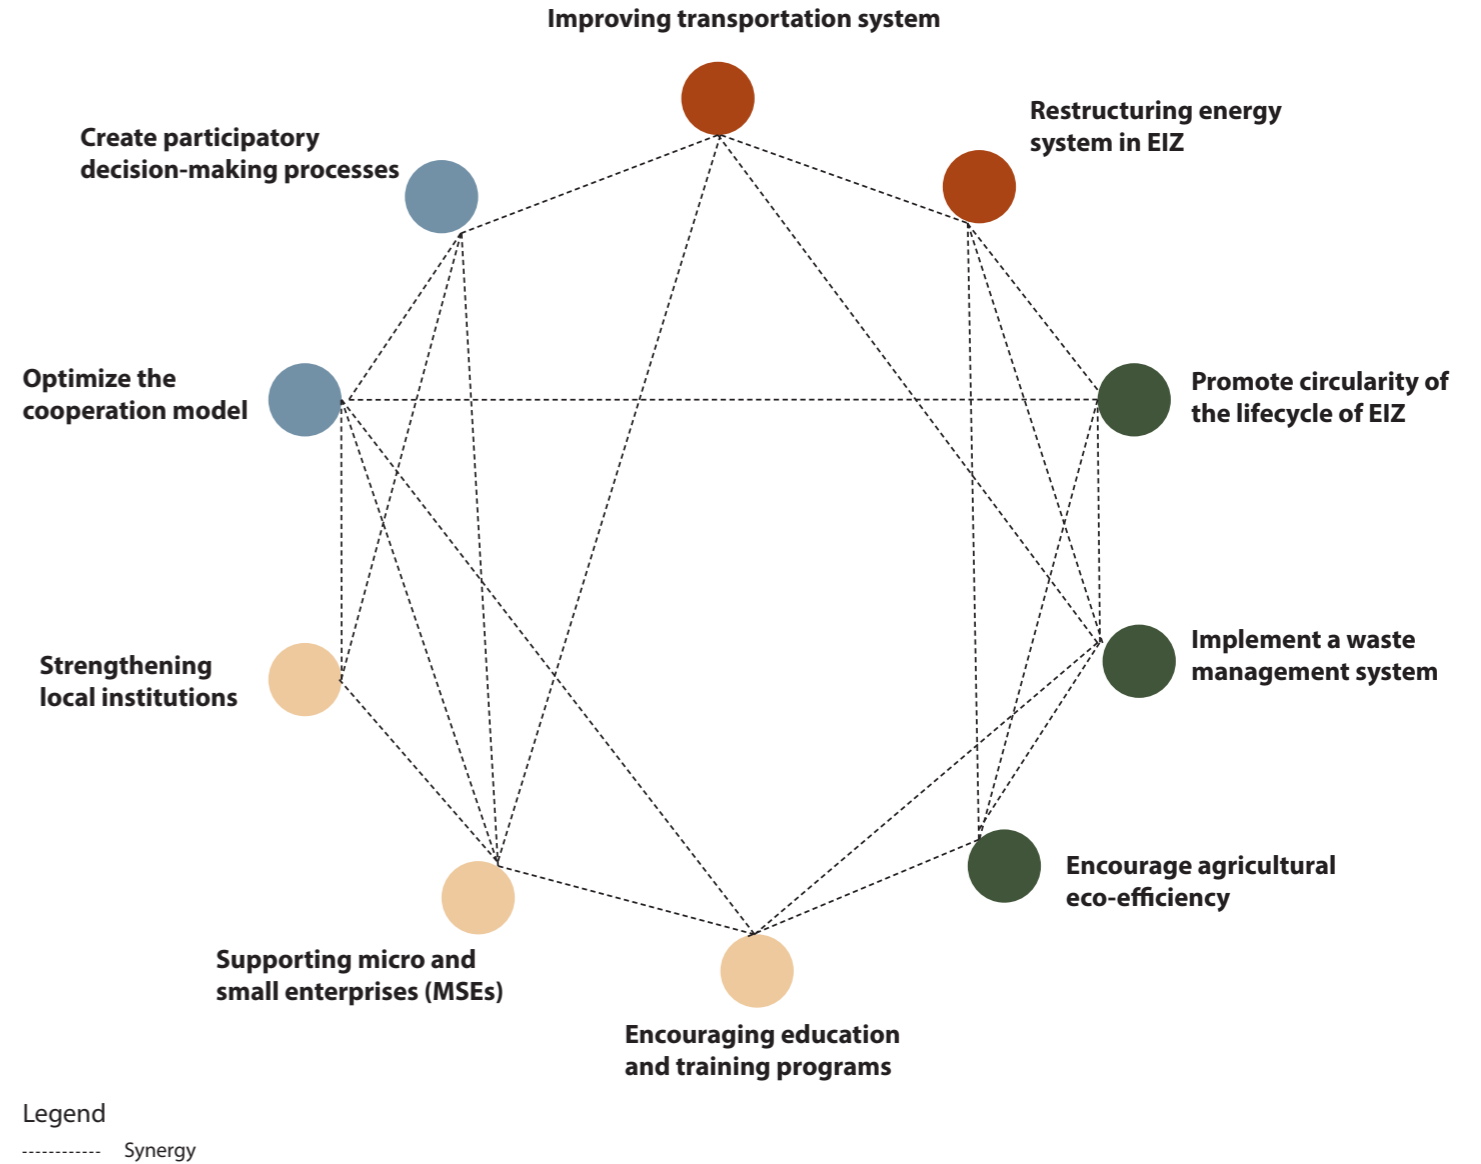 Improving transportation system
Restructuring energy
system in EIZ
Create participatory
decision-making processes
Optimize the
cooperation model
Promote circularity of
the lifecycle of EIZ
Strengthening
local institutions
Implement a waste
management system
Encourage agricultural
eco-efficiency
Supporting micro and
small enterprises (MSEs)
Encouraging education
and training programs
Legend
Synergy